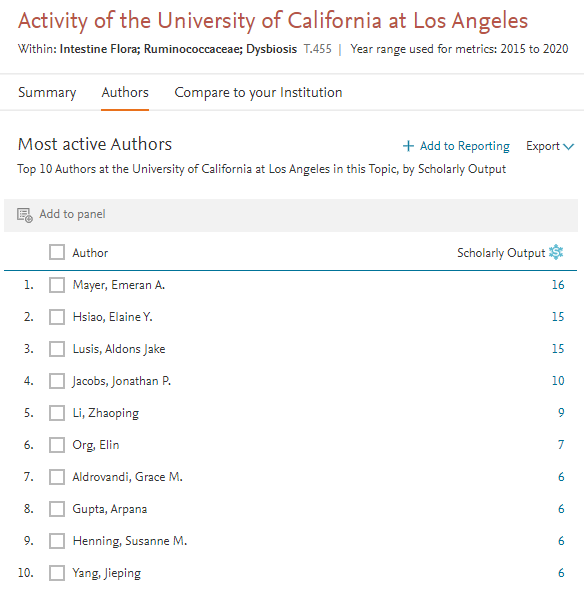 Activity of the University of California at Los Angeles
Within: Intestine Flora; Ruminococcaceae; Dysbiosis T.455 | Year range used for metrics: 2015 to 2020
Summary Authors Compare to your Institution
Most active Authors + Add to Reporting Export
Top 10 Authors at the University of California at Los Angeles in this Topic, by Scholarly Output
Add to panel
Author Scholarly Output
1. Mayer, Emeran A. 16
2. Hsiao, Elaine Y. 15
3. Lusis, Aldons Jake 15
4. Jacobs, Jonathan P. 10
5. Li, Zhaoping 9
6. Org, Elin 7
7. Aldrovandi, Grace M. 6
8. Gupta, Arpana 6
9. Henning, Susanne M. 6
10. Yang, Jieping 6